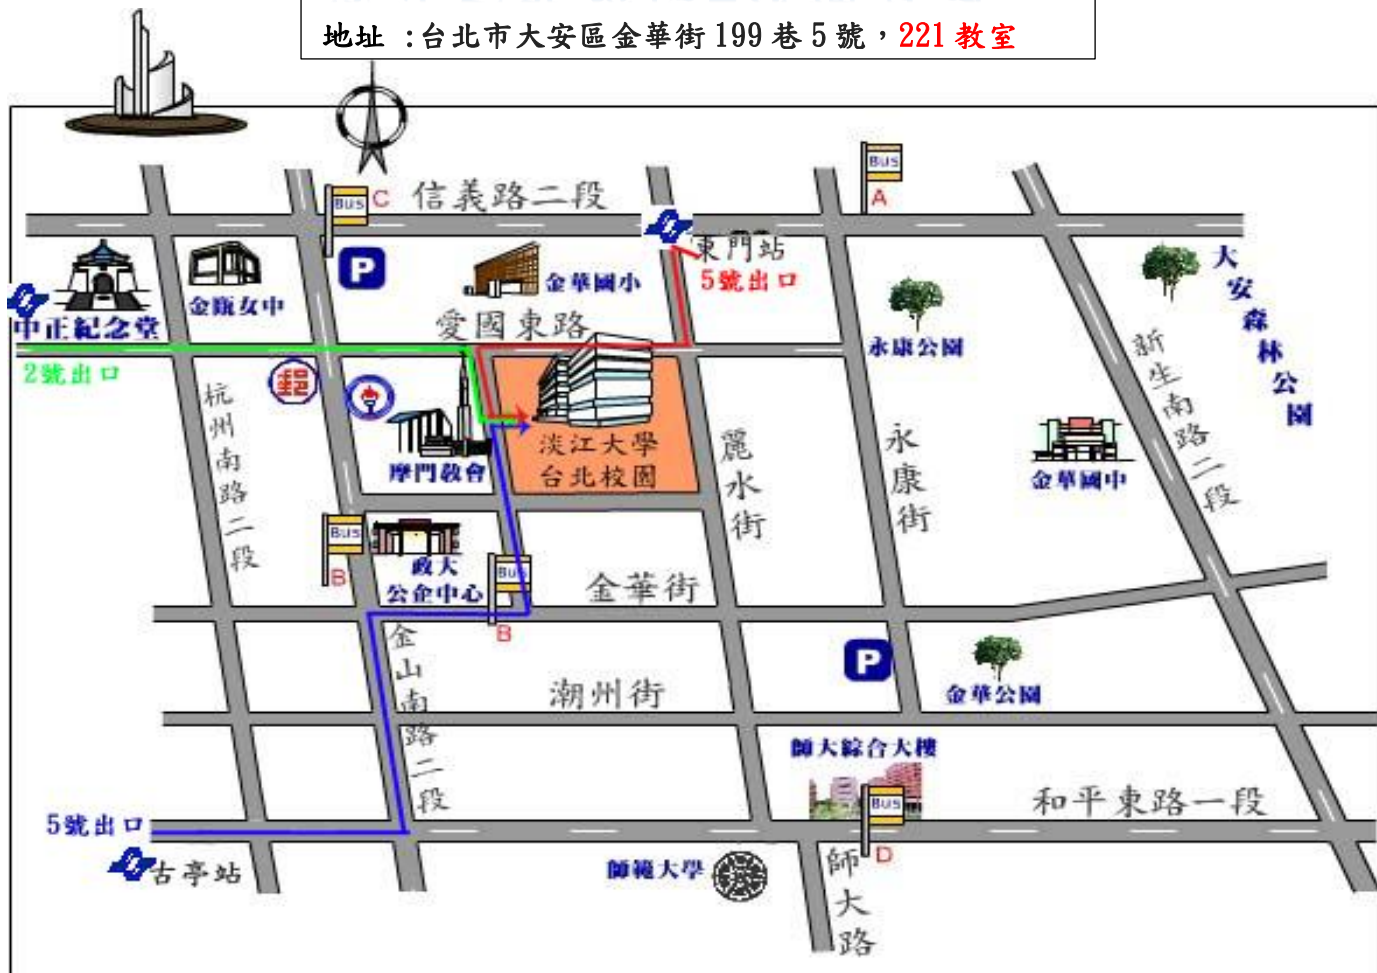 地址 :台北市大安區金華街 199 巷 5 號，221 教室
Bus
A
Bus
C
信義路二段
東門站
5號出口
大安森林公園
金甌女中
P
金華國小
中正紀念堂
愛國東路
永康公園
2號出口
郵
杭州南路二段
新生南路二段
淡江大學
台北校園
摩門教會
麗水街
永康街
金華國中
Bus
B
政大
公企中心
Bus
B
金華街
金山南路二段
潮州街
P
金華公園
師大綜合大樓
Bus
D
和平東路一段
5號出口
古亭站
師範大學
師大路